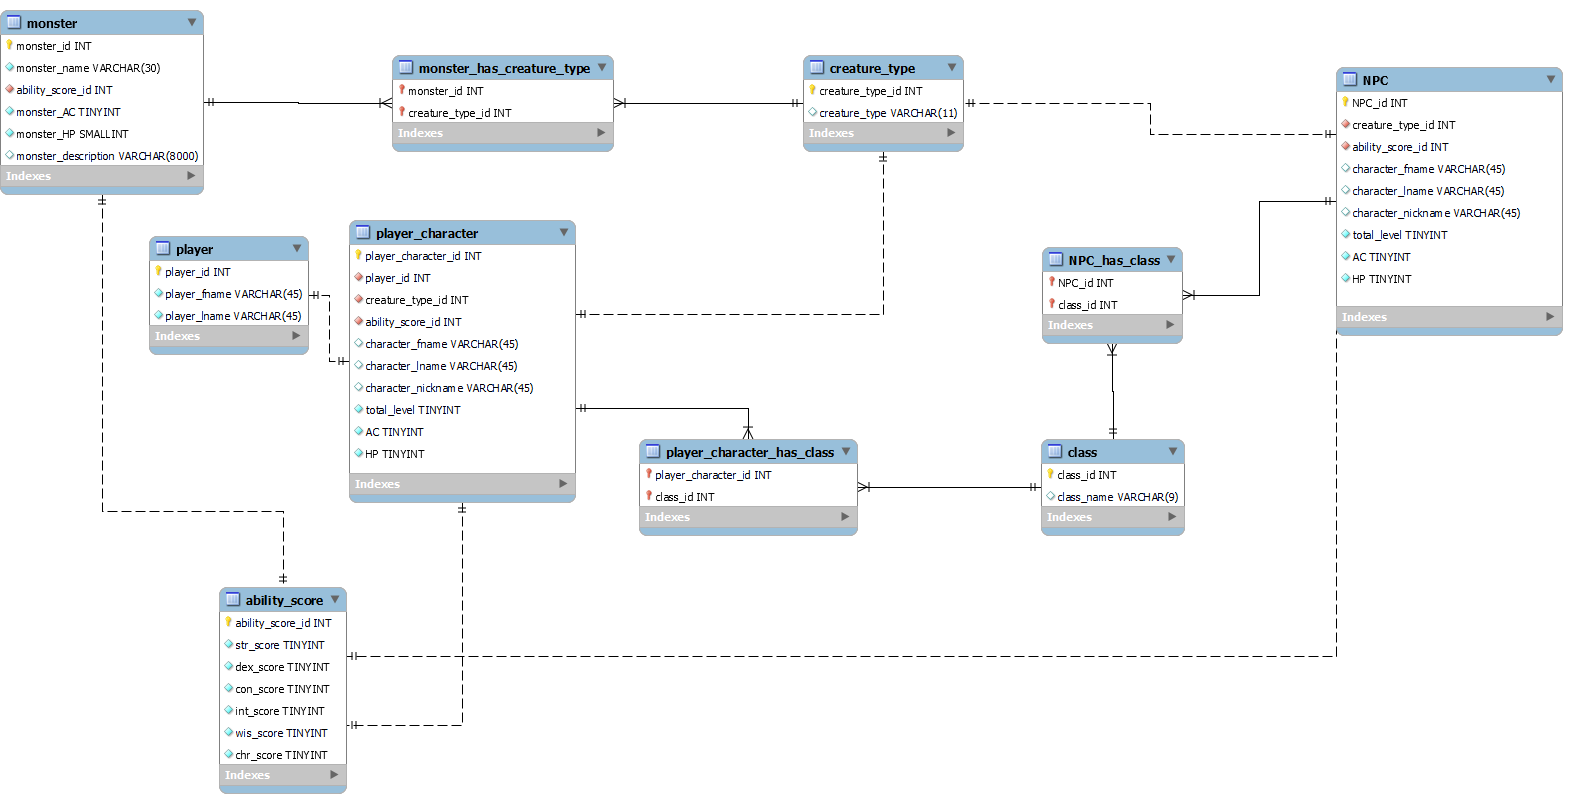 monster
monster_id INT
monster_name VARCHAR(30)
ability_score_id INT
monster_AC TINYINT
monster_HP SMALLINT
monster_description VARCHAR(8000)
Indexes
monster_has_creature_type
monster_id INT
creature_type_id INT
Indexes
creature_type
creature_type_id INT
creature_type VARCHAR(11)
Indexes
NPC
NPC_id INT
creature_type_id INT
ability_score_id INT
character_fname VARCHAR(45)
character_lname VARCHAR(45)
character_nickname VARCHAR(45)
total_level TINYINT
AC TINYINT
HP TINYINT
Indexes
player
player_id INT
player_fname VARCHAR(45)
player_lname VARCHAR(45)
Indexes
player_character
player_character_id INT
player_id INT
creature_type_id INT
ability_score_id INT
character_fname VARCHAR(45)
character_lname VARCHAR(45)
character_nickname VARCHAR(45)
total_level TINYINT
AC TINYINT
HP TINYINT
Indexes
NPC_has_class
NPC_id INT
class_id INT
Indexes
player_character_has_class
player_character_id INT
class_id INT
Indexes
class
class_id INT
class_name VARCHAR(9)
Indexes
ability_score
ability_score_id INT
str_score TINYINT
dex_score TINYINT
con_score TINYINT
int_score TINYINT
wis_score TINYINT
chr_score TINYINT
Indexes